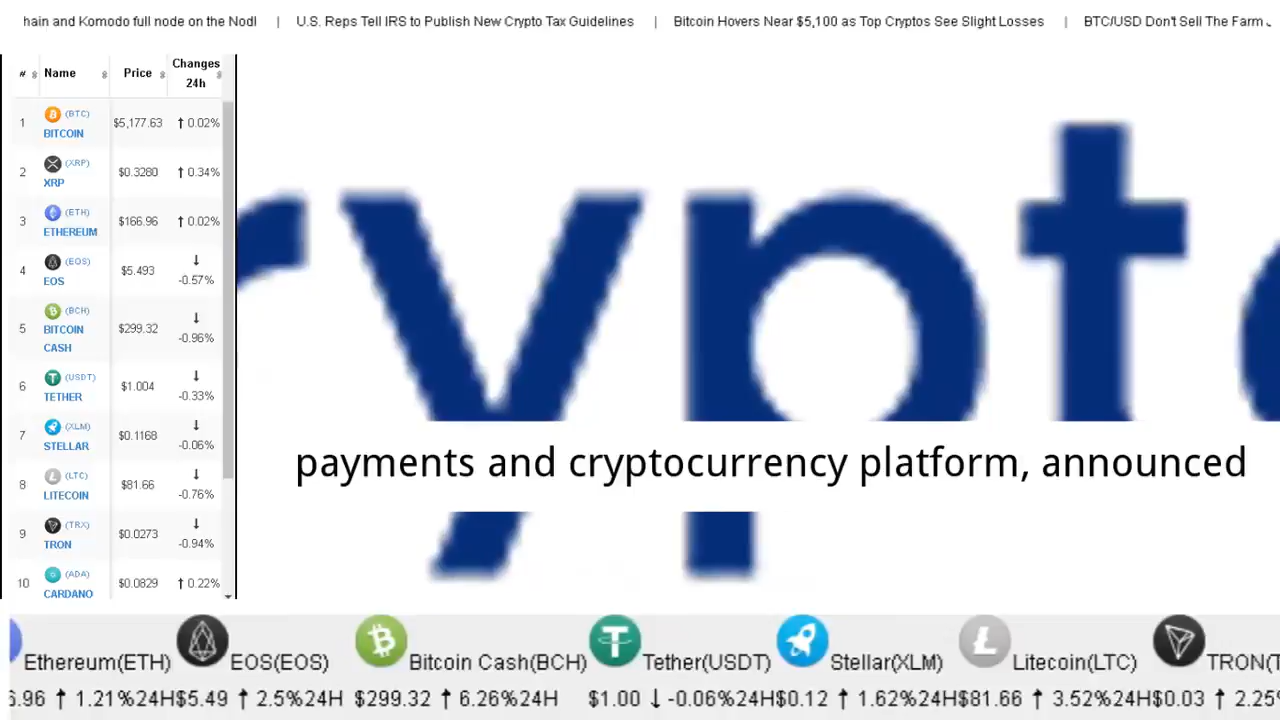 hain and Komodo full node on the Nodl | U.S. Reps Tell IRS to Publish New Crypto Tax Guidelines | Bitcoin Hovers Near $5,100 as Top Cryptos See Slight Losses | BTC/USD Don't Sell The Farm
# Name Price Changes 24h
1 (BTC) BITCOIN $5,177.63 ↑ 0.02%
2 (XRP) XRP $0.3280 ↑ 0.34%
3 (ETH) ETHEREUM $166.96 ↑ 0.02%
4 (EOS) EOS $5.493 ↓ -0.57%
5 (BCH) BITCOIN CASH $299.32 ↓ -0.96%
6 (USDT) TETHER $1.004 ↓ -0.33%
7 (XLM) STELLAR $0.1168 ↓ -0.06%
8 (LTC) LITECOIN $81.66 ↓ -0.76%
9 (TRX) TRON $0.0273 ↓ -0.94%
10 (ADA) CARDANO $0.0829 ↑ 0.22%
rypt
payments and cryptocurrency platform, announced
Ethereum(ETH) EOS(EOS) Bitcoin Cash(BCH) Tether(USDT) Stellar(XLM) Litecoin(LTC) TRON(T
6.96 ↑ 1.21%24H$5.49 ↑ 2.5%24H $299.32 ↑ 6.26%24H $1.00 ↓ -0.06%24H$0.12 ↑ 1.62%24H$81.66 ↑ 3.52%24H$0.03 ↑ 2.25%